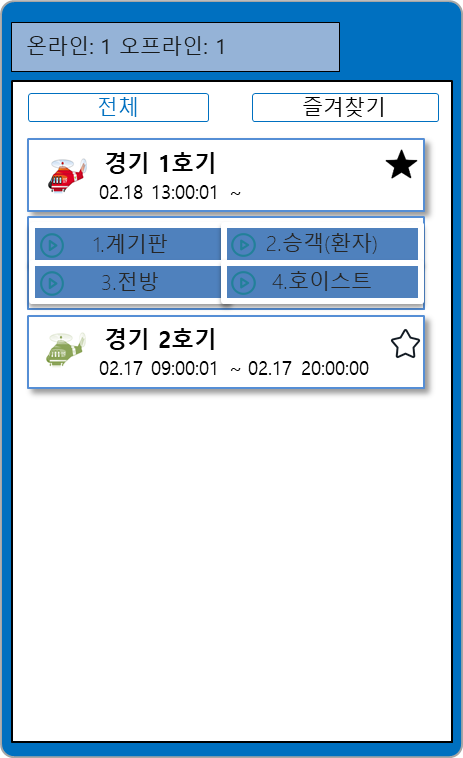 온라인: 1 오프라인: 1
전체 즐겨찾기
경기 1호기
02.18 13:00:01 ~
1.계기판 2.승객(환자)
3.전방 4.호이스트
경기 2호기
02.17 09:00:01 ~ 02.17 20:00:00